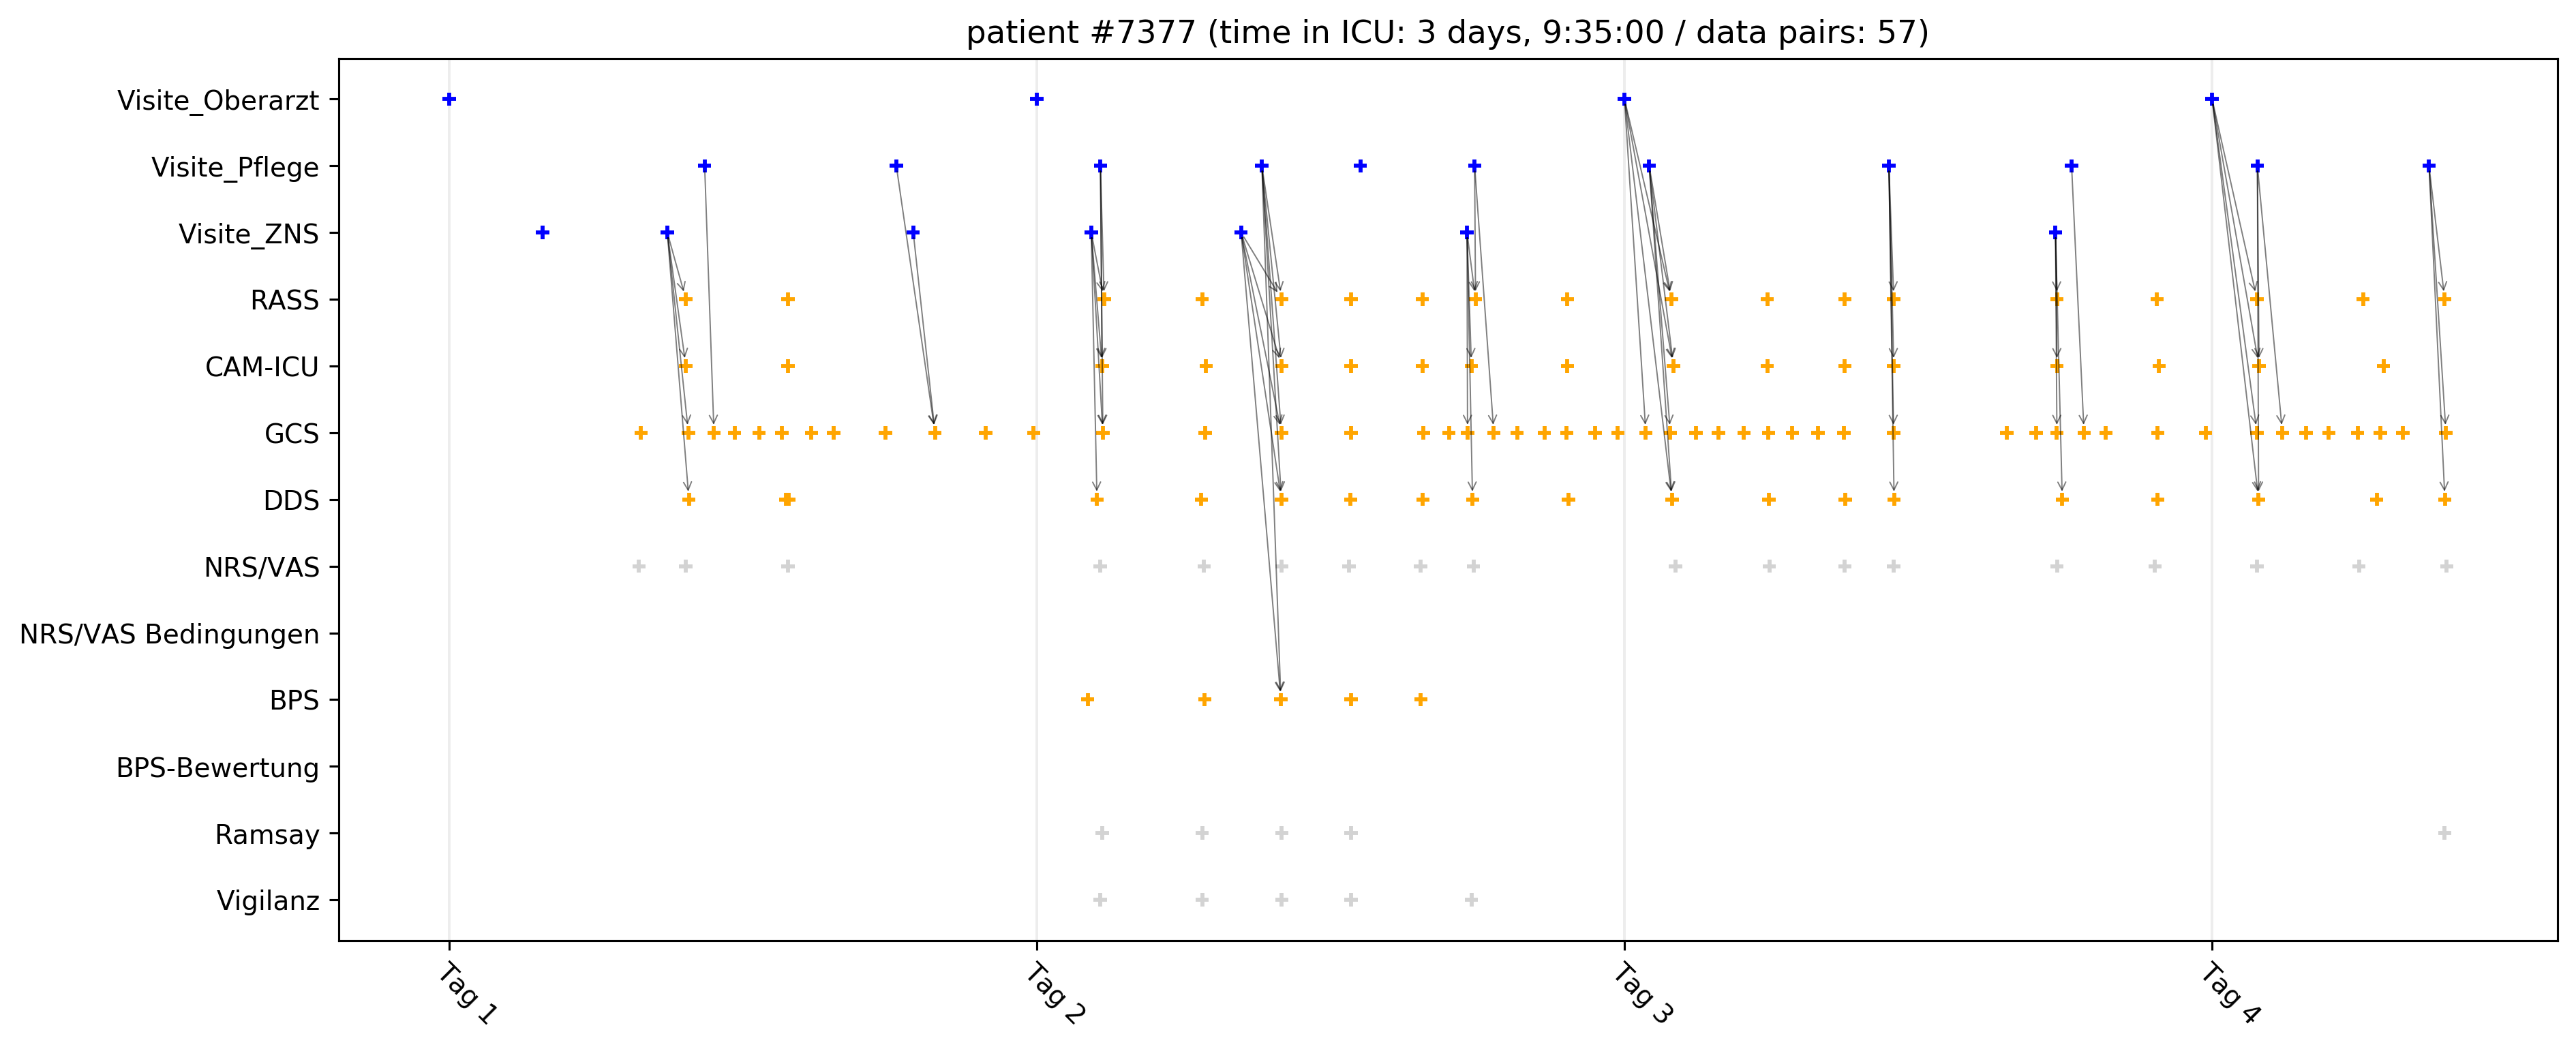 patient #7377 (time in ICU: 3 days, 9:35:00 / data pairs: 57)
Visite_Oberarzt
Visite_Pflege
Visite_ZNS
RASS
CAM-ICU
GCS
DDS
NRS/VAS
NRS/VAS Bedingungen
BPS
BPS-Bewertung
Ramsay
Vigilanz
Tag 1
Tag 2
Tag 3
Tag 4